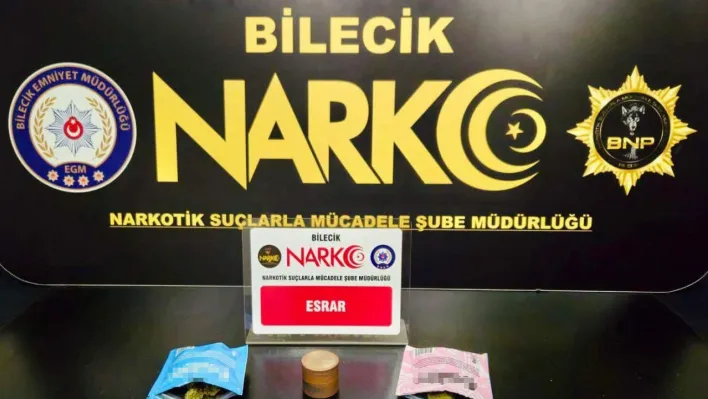 BİLECİK
NARKO
BİLECİK EMNİYET MÜDÜRLÜĞÜ
EGM
BNP
NARKOTİK SUÇLARLA MÜCADELE ŞUBE MÜDÜRLÜĞÜ
BİLECİK
NARKO
NARKO
NARKOTİK SUÇLARLA MÜCADELE ŞUBE MÜDÜRLÜĞÜ
ESRAR